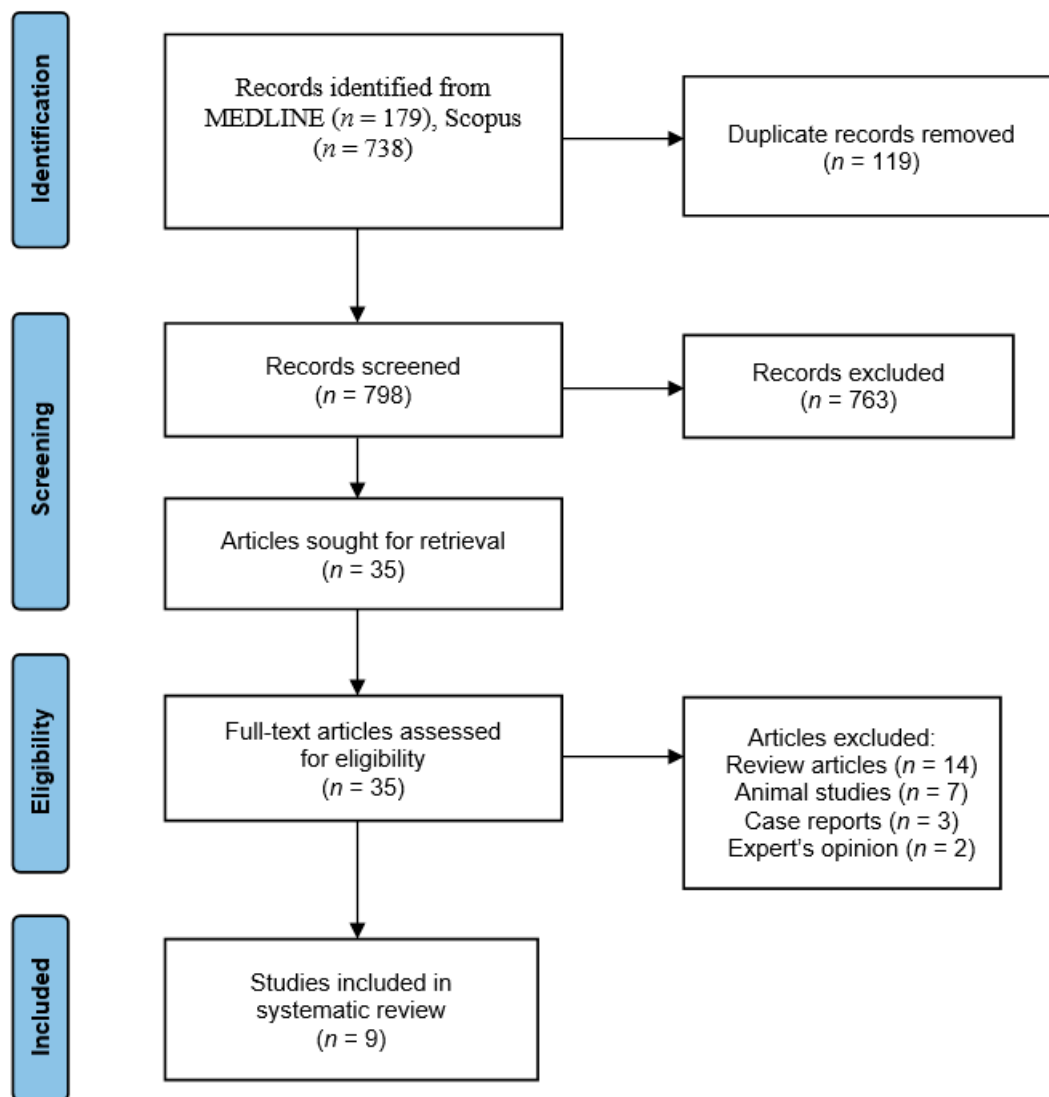 Identification
Records identified from
MEDLINE (n = 179), Scopus
(n = 738)
Duplicate records removed
(n = 119)
Screening
Records screened
(n = 798)
Records excluded
(n = 763)
Articles sought for retrieval
(n = 35)
Eligibility
Full-text articles assessed
for eligibility
(n = 35)
Articles excluded:
Review articles (n = 14)
Animal studies (n = 7)
Case reports (n = 3)
Expert’s opinion (n = 2)
Included
Studies included in
systematic review
(n = 9)